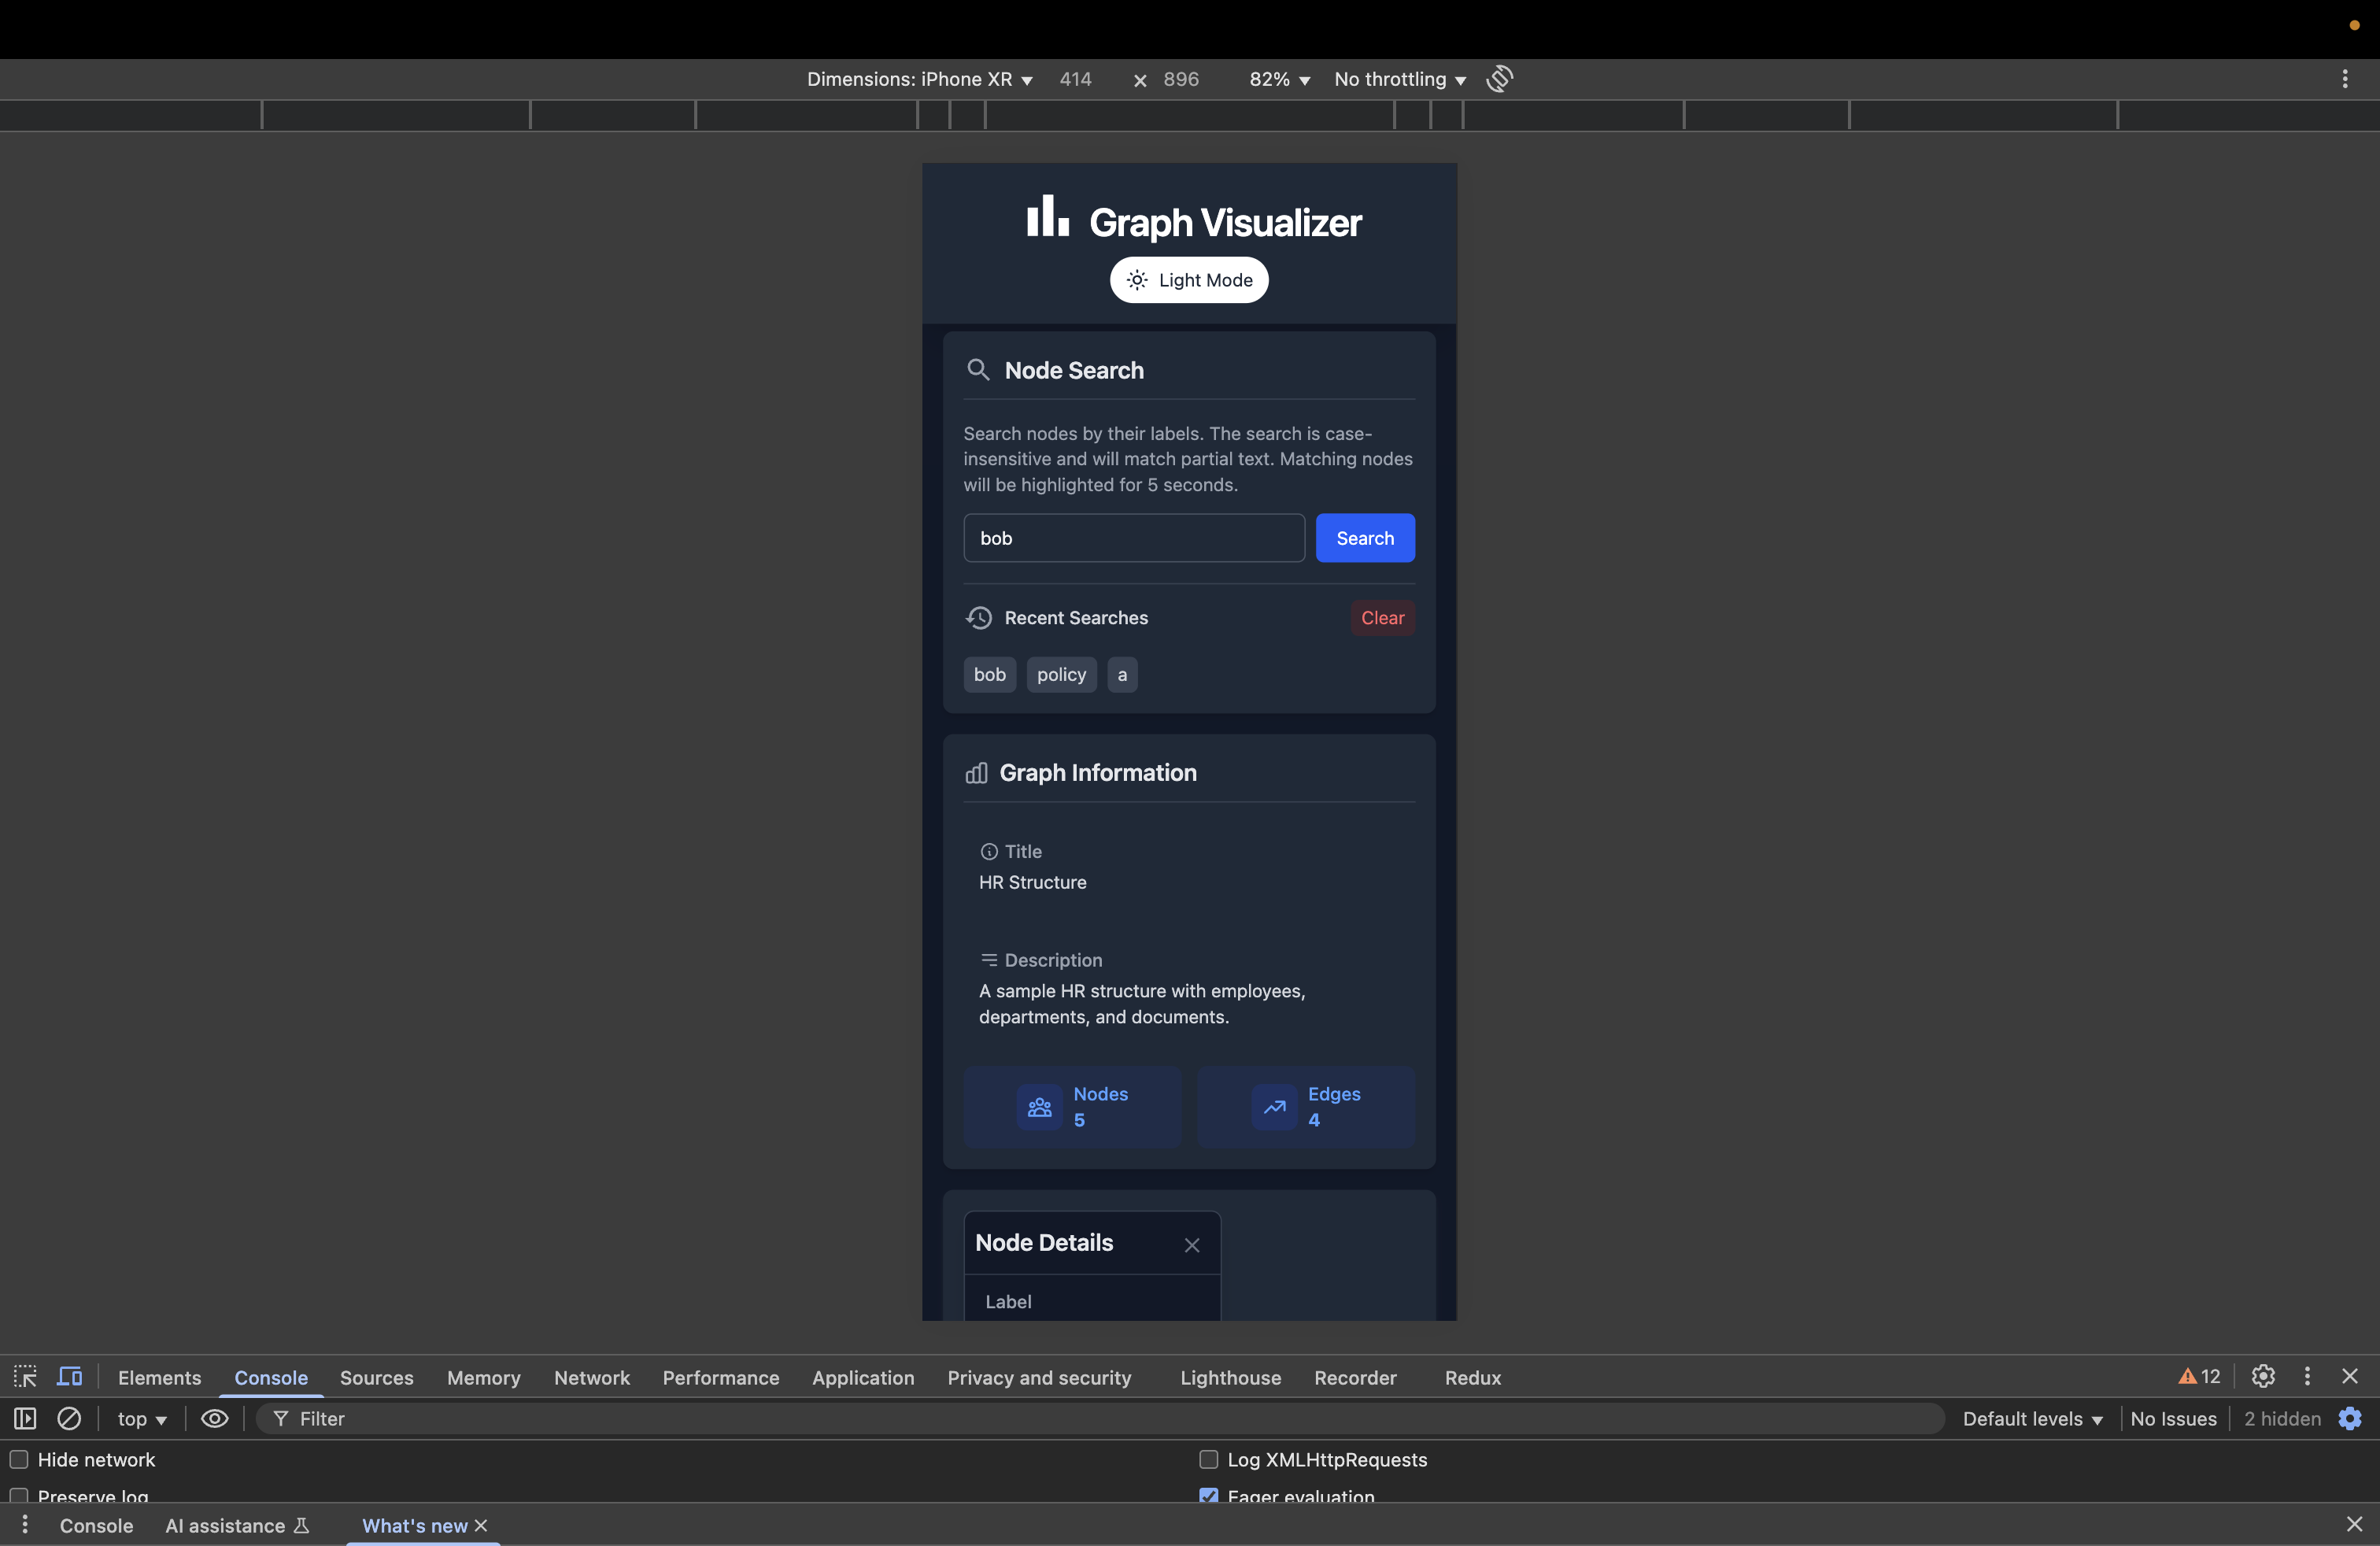 Dimensions: iPhone XR 414 × 896 82% No throttling
Graph Visualizer
Light Mode
Node Search
Search nodes by their labels. The search is case-
insensitive and will match partial text. Matching nodes
will be highlighted for 5 seconds.
bob Search
Recent Searches Clear
bob policy a
Graph Information
Title
HR Structure
Description
A sample HR structure with employees,
departments, and documents.
Nodes
5
Edges
4
Node Details
Label
Elements Console Sources Memory Network Performance Application Privacy and security Lighthouse Recorder Redux 12
top Filter Default levels No Issues 2 hidden
Hide network Log XMLHttpRequests
Preserve log Eager evaluation
Console AI assistance What's new